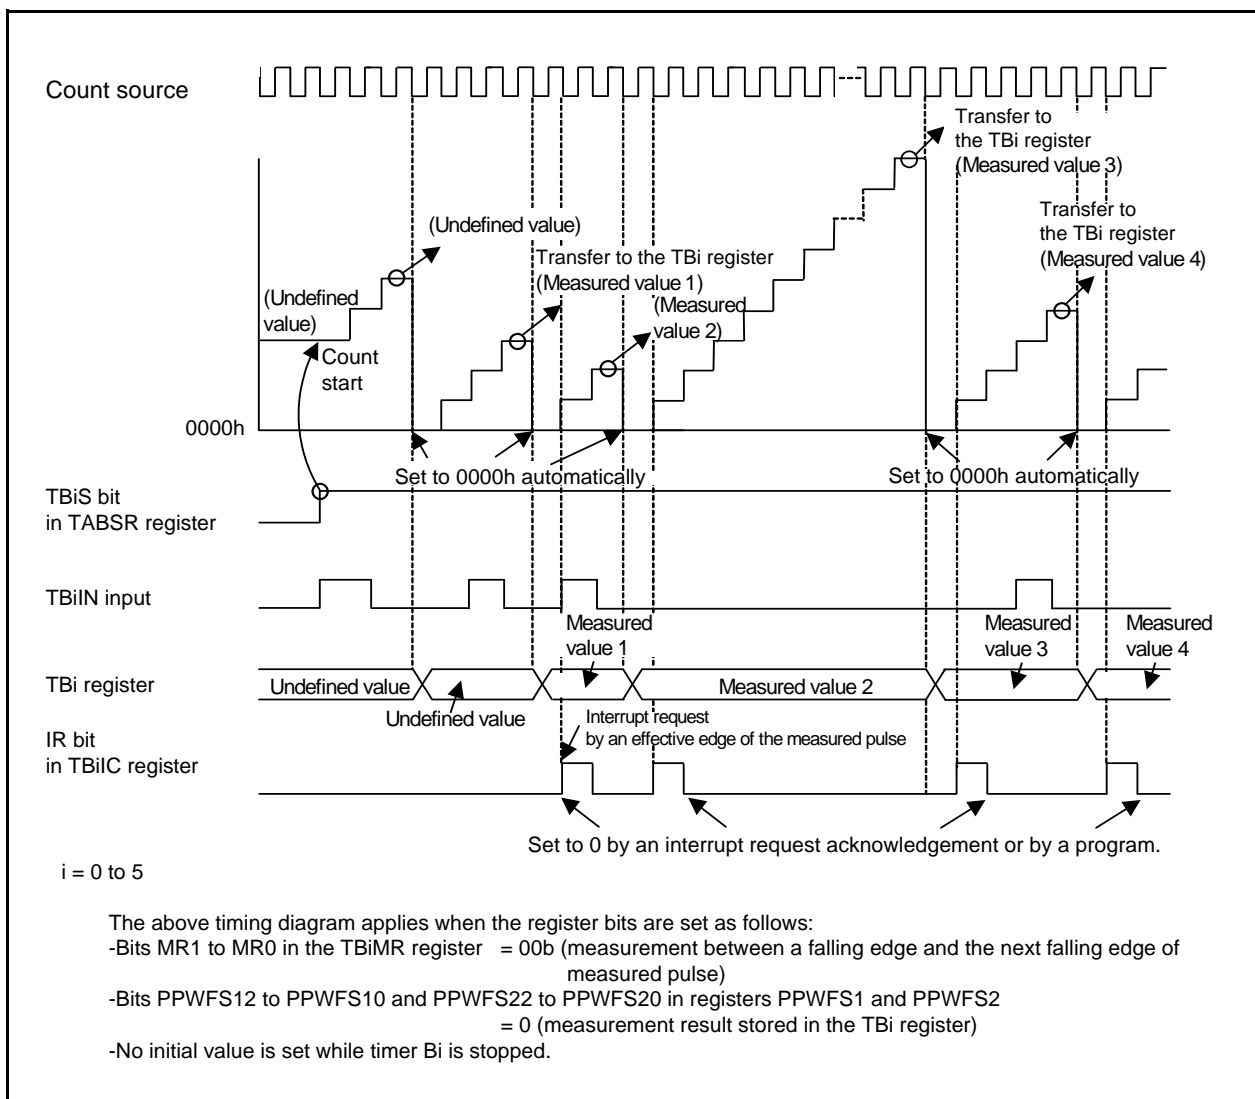 Count source
Transfer to
the TBi register
(Measured value 3)
Transfer to
the TBi register
(Measured value 4)
(Undefined value)
Transfer to the TBi register
(Measured value 1)
(Measured
value 2)
(Undefined
value)
Count
start
0000h
Set to 0000h automatically
Set to 0000h automatically
TBiS bit
in TABSR register
TBiIN input
Measured
value 1
Measured
value 3
Measured
value 4
TBi register
Undefined value
Undefined value
Measured value 2
IR bit
in TBiIC register
Interrupt request
by an effective edge of the measured pulse
Set to 0 by an interrupt request acknowledgement or by a program.
i = 0 to 5
The above timing diagram applies when the register bits are set as follows:
-Bits MR1 to MR0 in the TBiMR register = 00b (measurement between a falling edge and the next falling edge of
measured pulse)
-Bits PPWFS12 to PPWFS10 and PPWFS22 to PPWFS20 in registers PPWFS1 and PPWFS2
= 0 (measurement result stored in the TBi register)
-No initial value is set while timer Bi is stopped.